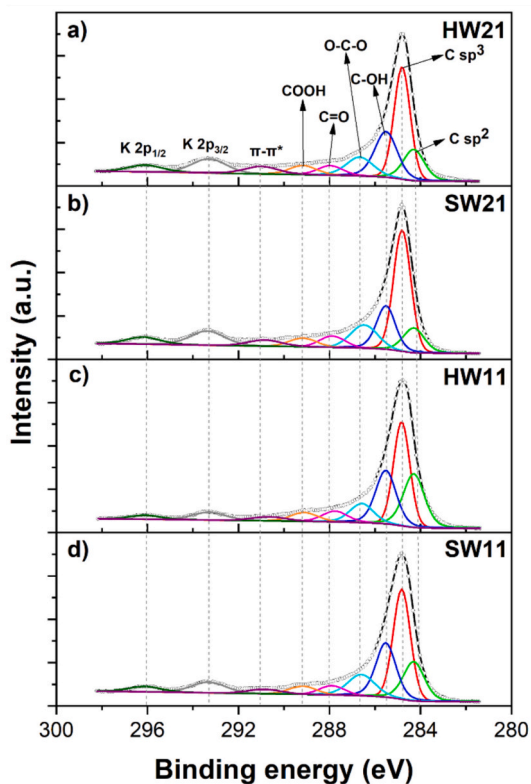 a)
HW21
O-C-O
C sp³
C-OH
COOH
C=O
C sp²
K 2p₁/₂
K 2p₃/₂
π-π*
b)
SW21
c)
HW11
d)
SW11
Intensity (a.u.)
300
296
292
288
284
280
Binding energy (eV)